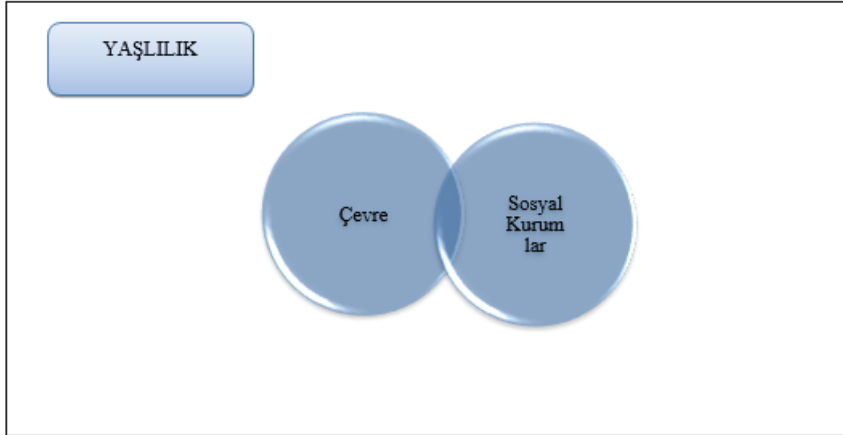 YAŞLILIK
Çevre
Sosyal
Kurum
lar